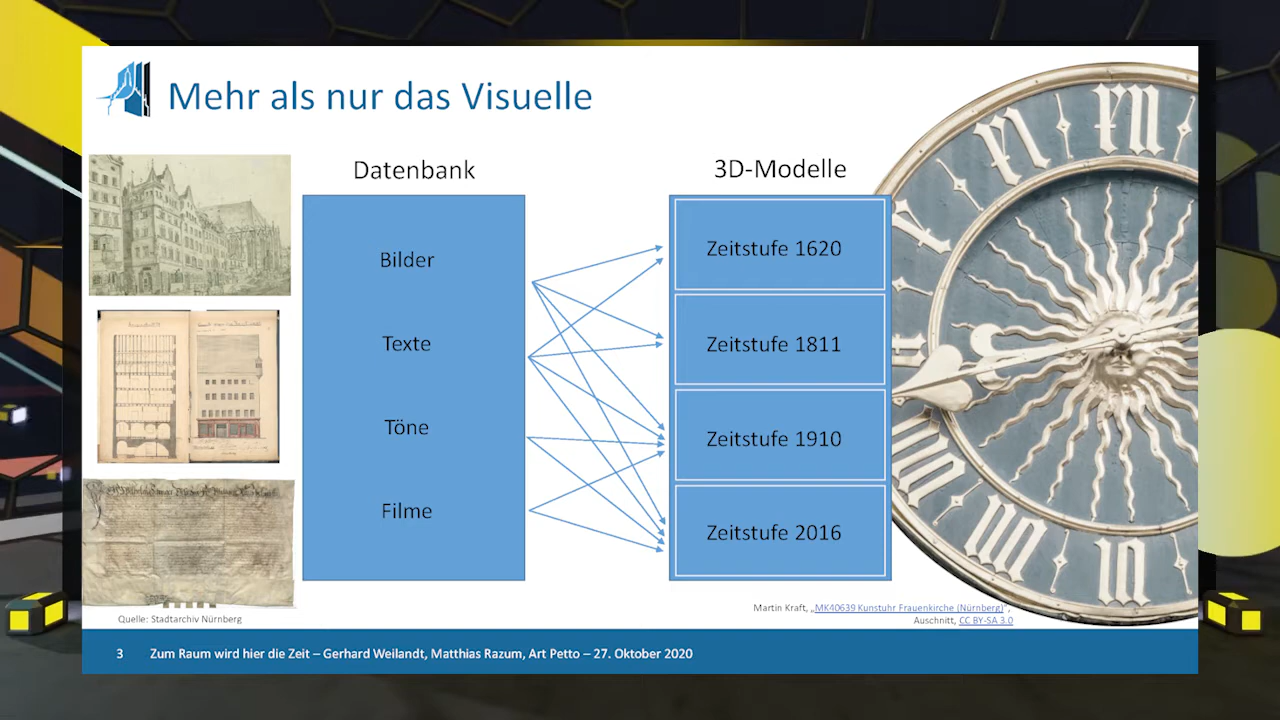 Mehr als nur das Visuelle
Datenbank
Bilder
Texte
Töne
Filme
3D-Modelle
Zeitstufe 1620
Zeitstufe 1811
Zeitstufe 1910
Zeitstufe 2016
Quelle: Stadtarchiv Nürnberg
Martin Kraft, „MK40639 Kunstuhr Frauenkirche (Nürnberg)“,
Auschnitt, CC BY-SA 3.0
3 Zum Raum wird hier die Zeit – Gerhard Weilandt, Matthias Razum, Art Petto – 27. Oktober 2020